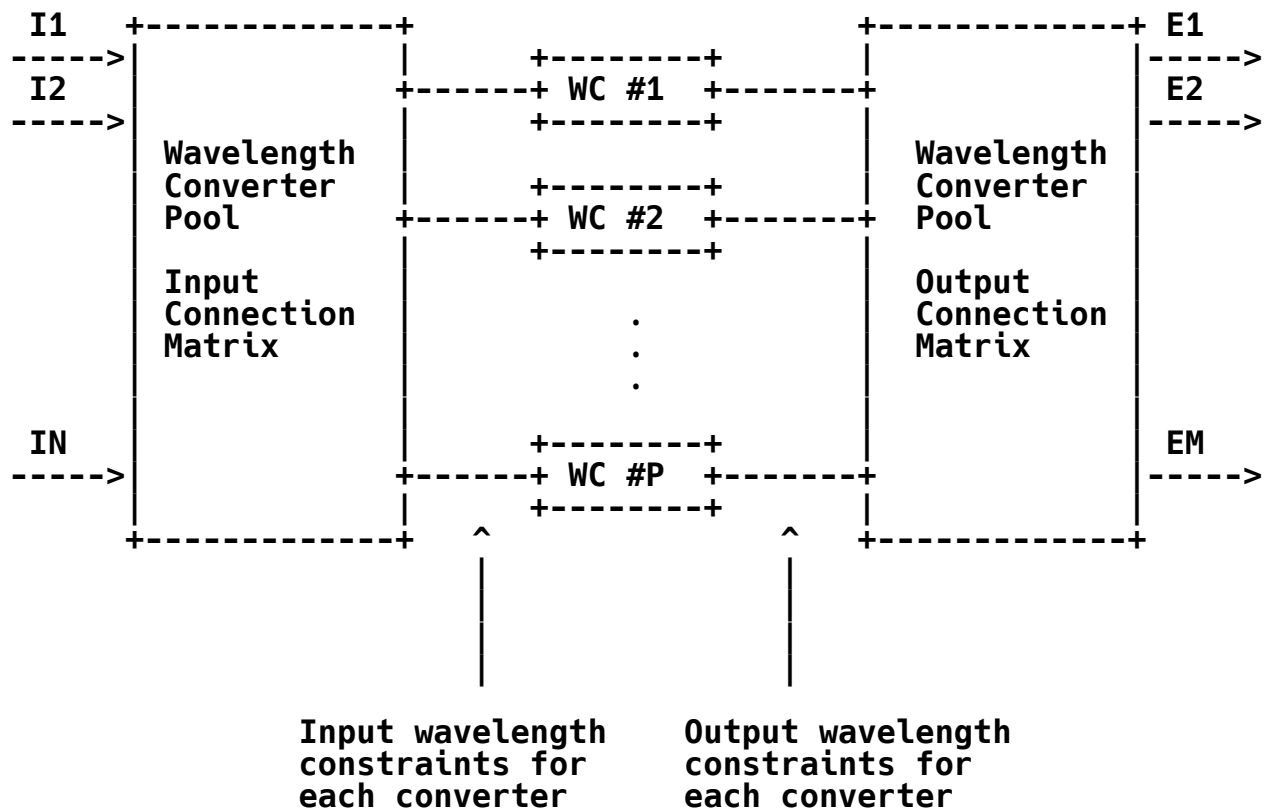 I1 E1
I2 WC #1 E2
Wavelength Wavelength
Converter Converter
Pool WC #2 Pool
Input Output
Connection Connection
Matrix Matrix
IN EM
WC #P
Input wavelength Output wavelength
constraints for constraints for
each converter each converter